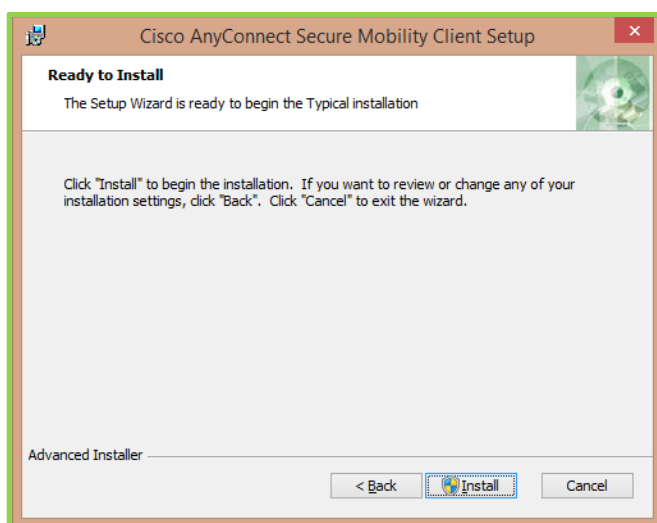 Cisco AnyConnect Secure Mobility Client Setup
Ready to Install
The Setup Wizard is ready to begin the Typical installation
Click "Install" to begin the installation.  If you want to review or change any of your
installation settings, click "Back".  Click "Cancel" to exit the wizard.
Advanced Installer
< Back Install Cancel